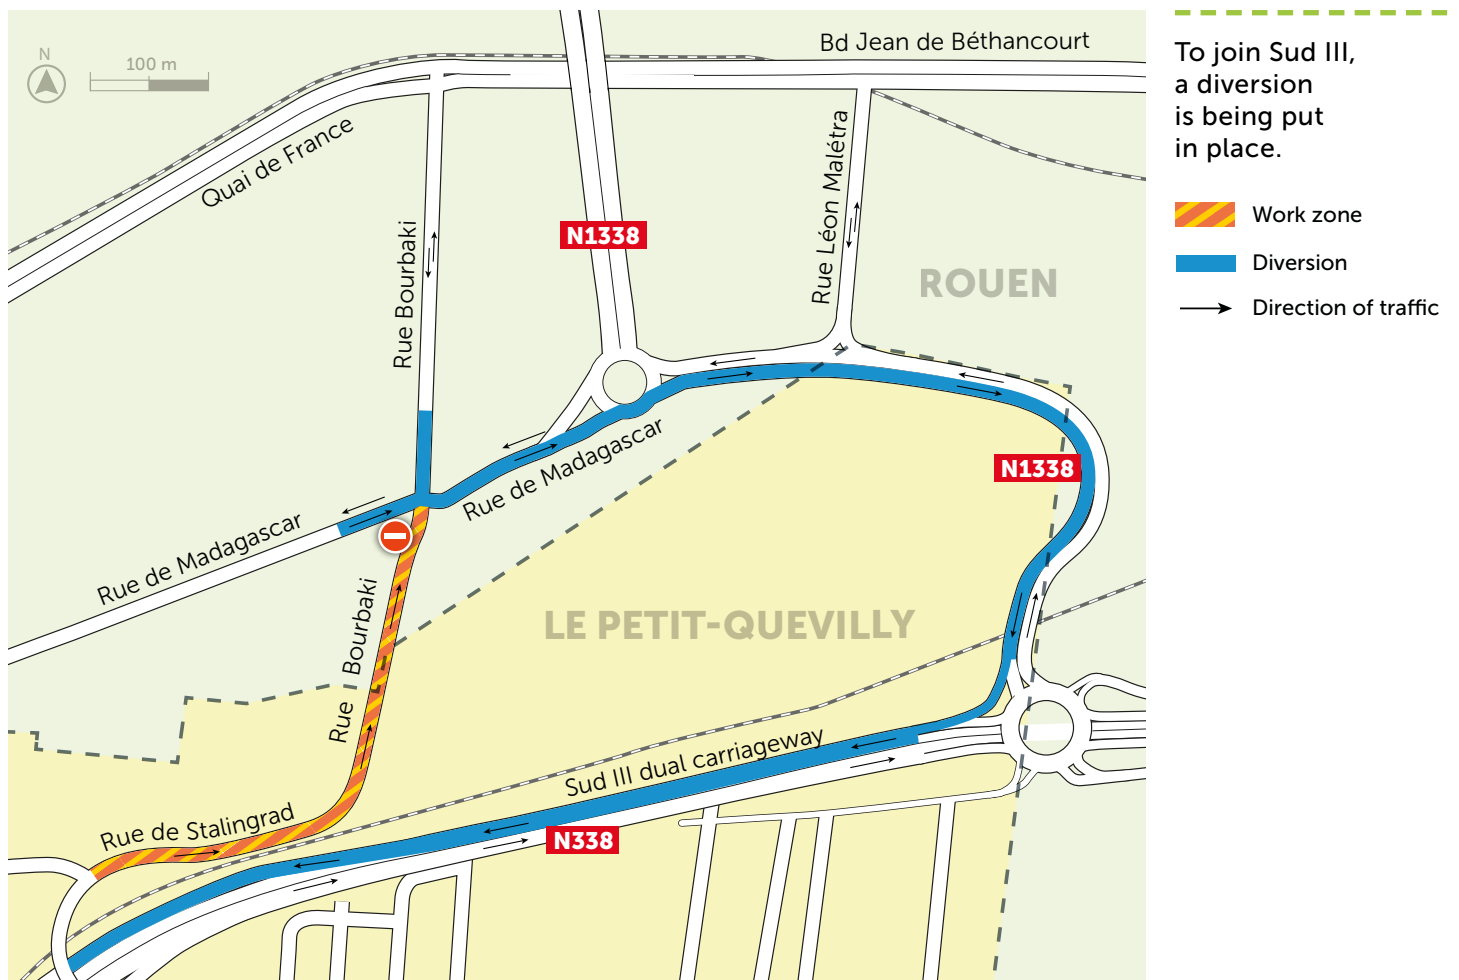 N
100 m
Bd Jean de Béthancourt
Quai de France
Rue Bourbaki
N1338
Rue Léon Malétra
ROUEN
N1338
Rue de Madagascar
Rue de Madagascar
Rue Bourbaki
LE PETIT-QUEVILLY
Sud III dual carriageway
Rue de Stalingrad
N338
To join Sud III,
a diversion
is being put
in place.
Work zone
Diversion
Direction of traffic